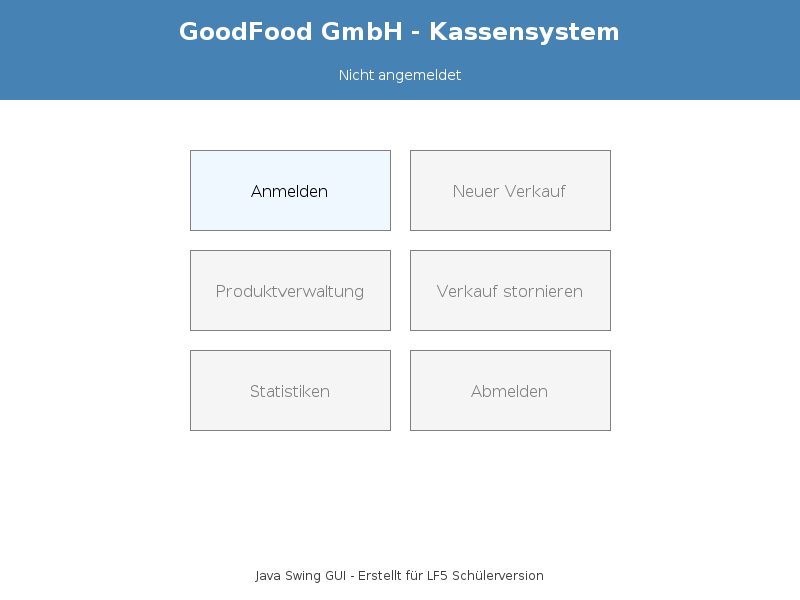 GoodFood GmbH - Kassensystem
Nicht angemeldet
Anmelden
Neuer Verkauf
Produktverwaltung
Verkauf stornieren
Statistiken
Abmelden
Java Swing GUI - Erstellt für LF5 Schülerversion